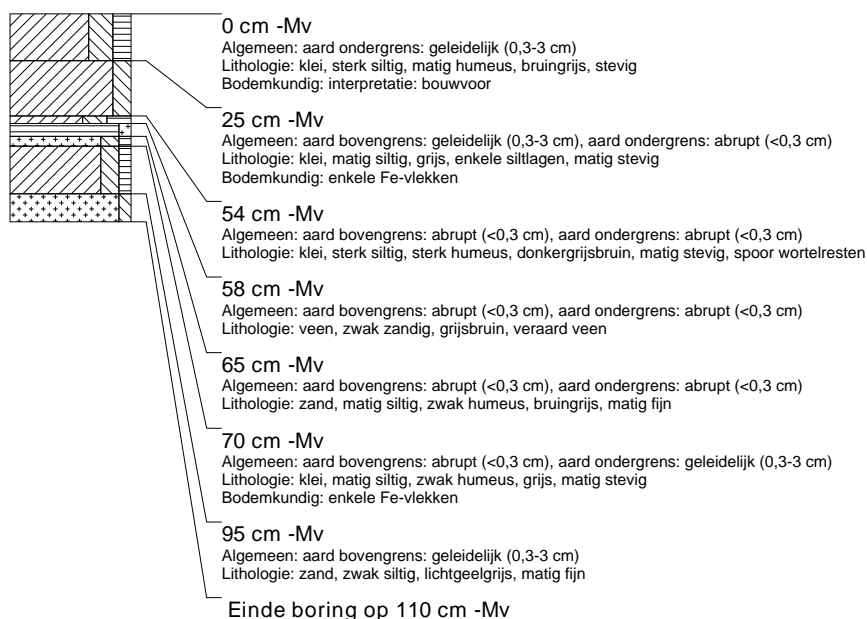 0 cm -Mv
Algemeen: aard ondergrens: geleidelijk (0,3-3 cm)
Lithologie: klei, sterk siltig, matig humeus, bruingrijs, stevig
Bodemkundig: interpretatie: bouwvoor
25 cm -Mv
Algemeen: aard bovengrens: geleidelijk (0,3-3 cm), aard ondergrens: abrupt (<0,3 cm)
Lithologie: klei, matig siltig, grijs, enkele siltlagen, matig stevig
Bodemkundig: enkele Fe-vlekken
54 cm -Mv
Algemeen: aard bovengrens: abrupt (<0,3 cm), aard ondergrens: abrupt (<0,3 cm)
Lithologie: klei, sterk siltig, sterk humeus, donkergrijsbruin, matig stevig, spoor wortelresten
58 cm -Mv
Algemeen: aard bovengrens: abrupt (<0,3 cm), aard ondergrens: abrupt (<0,3 cm)
Lithologie: veen, zwak zandig, grijsbruin, veraard veen
65 cm -Mv
Algemeen: aard bovengrens: abrupt (<0,3 cm), aard ondergrens: abrupt (<0,3 cm)
Lithologie: zand, matig siltig, zwak humeus, bruingrijs, matig fijn
70 cm -Mv
Algemeen: aard bovengrens: abrupt (<0,3 cm), aard ondergrens: geleidelijk (0,3-3 cm)
Lithologie: klei, matig siltig, zwak humeus, grijs, matig stevig
Bodemkundig: enkele Fe-vlekken
95 cm -Mv
Algemeen: aard bovengrens: geleidelijk (0,3-3 cm)
Lithologie: zand, zwak siltig, lichtgeelgrijs, matig fijn
Einde boring op 110 cm -Mv